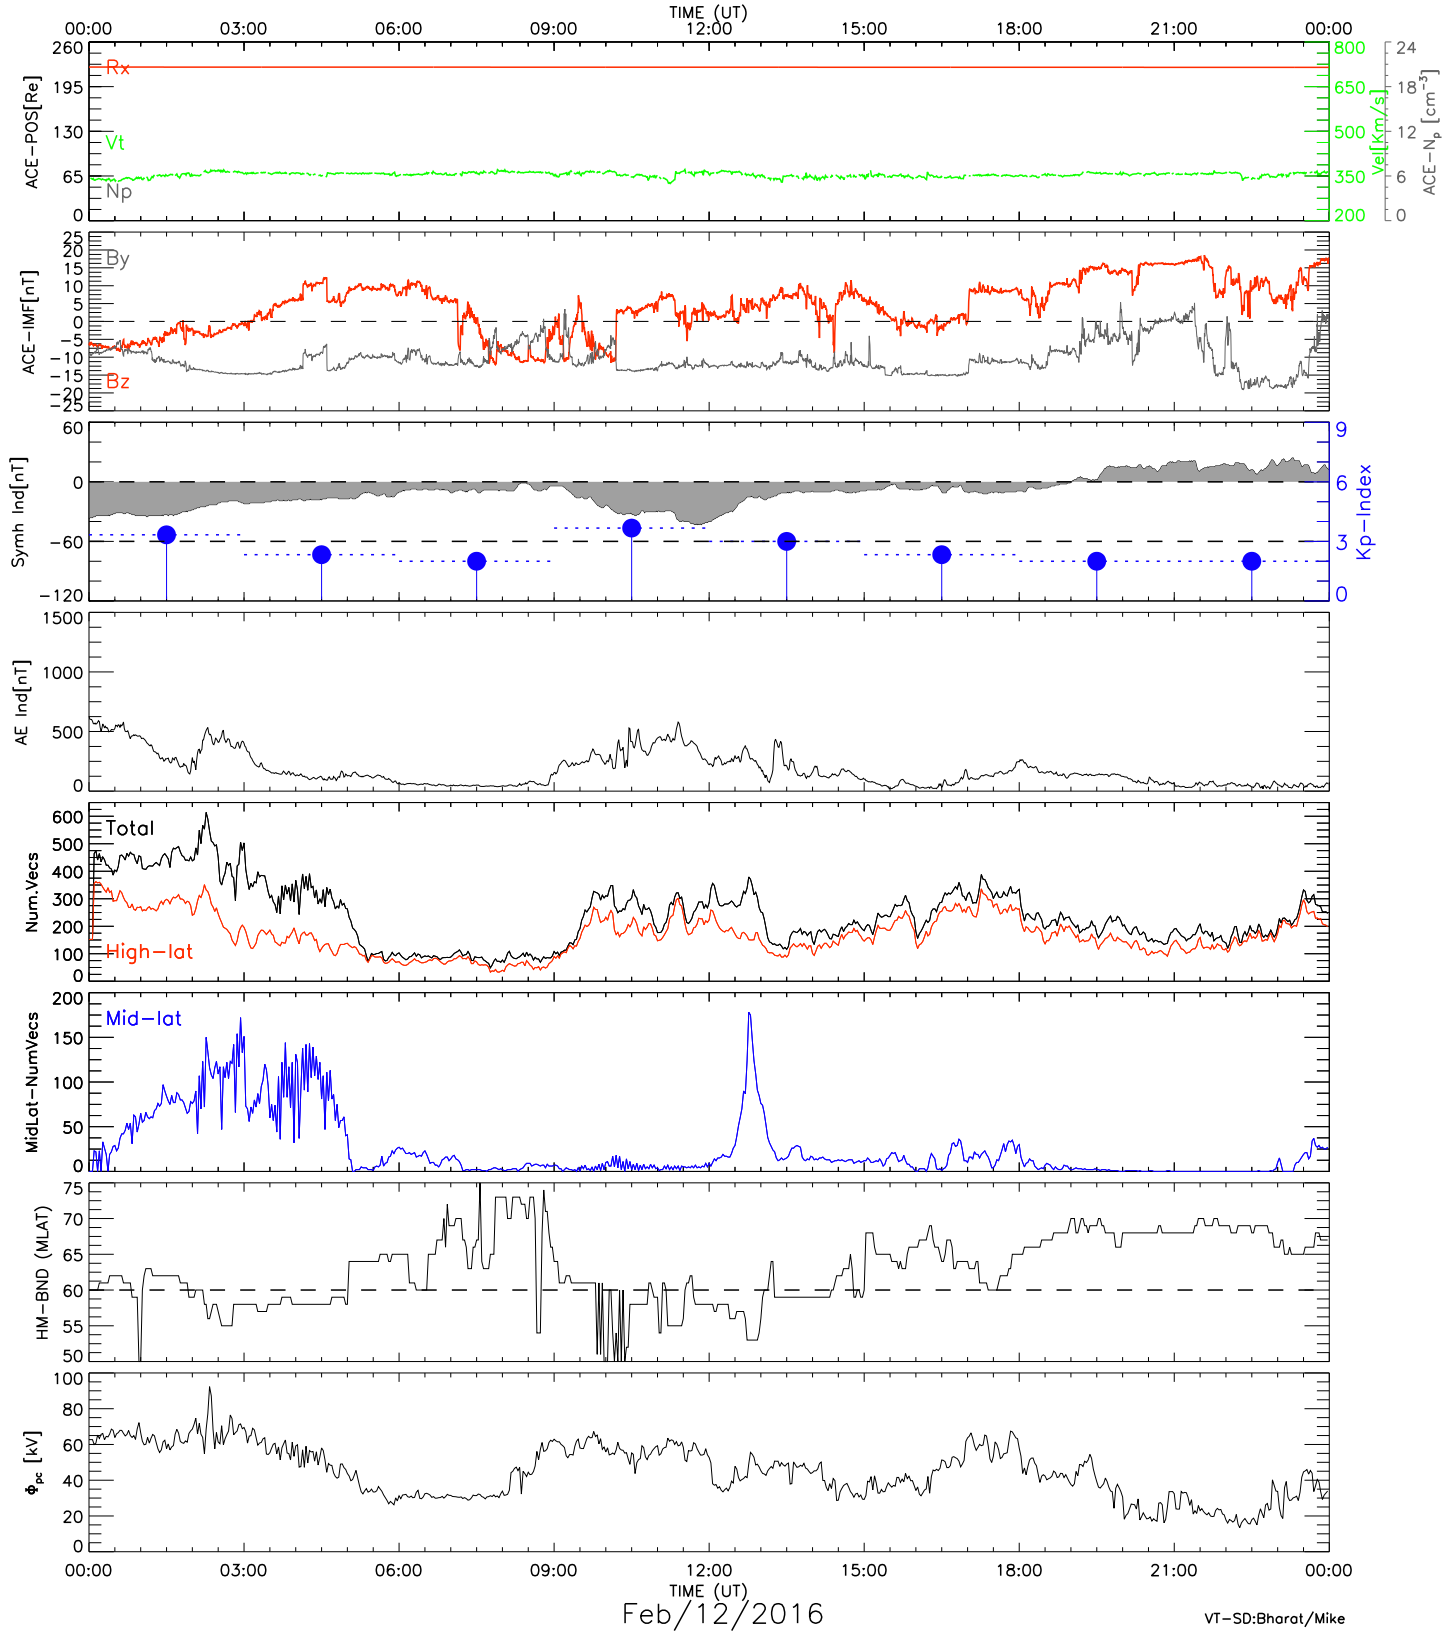 TIME (UT)
00:00 03:00 06:00 09:00 12:00 15:00 18:00 21:00 00:00
ACE-POS[Re]
260
195
130
65
0
Rx
Vt
Np
800
650
500
350
200
Vel[Km/s]
24
18
12
6
0
ACE-Np [cm-3]
ACE-IMF[nT]
25
20
15
10
5
0
-5
-10
-15
-20
-25
By
Bz
Symh Ind[nT]
60
0
-60
-120
9
6
3
0
Kp-Index
AE Ind[nT]
1500
1000
500
0
Num.Vecs
600
500
400
300
200
100
0
Total
High-lat
MidLat-NumVecs
200
150
100
50
0
Mid-lat
HM-BND (MLAT)
75
70
65
60
55
50
Φpc [kV]
100
80
60
40
20
0
00:00 03:00 06:00 09:00 12:00 15:00 18:00 21:00 00:00
TIME (UT)
Feb/12/2016
VT-SD:Bharat/Mike